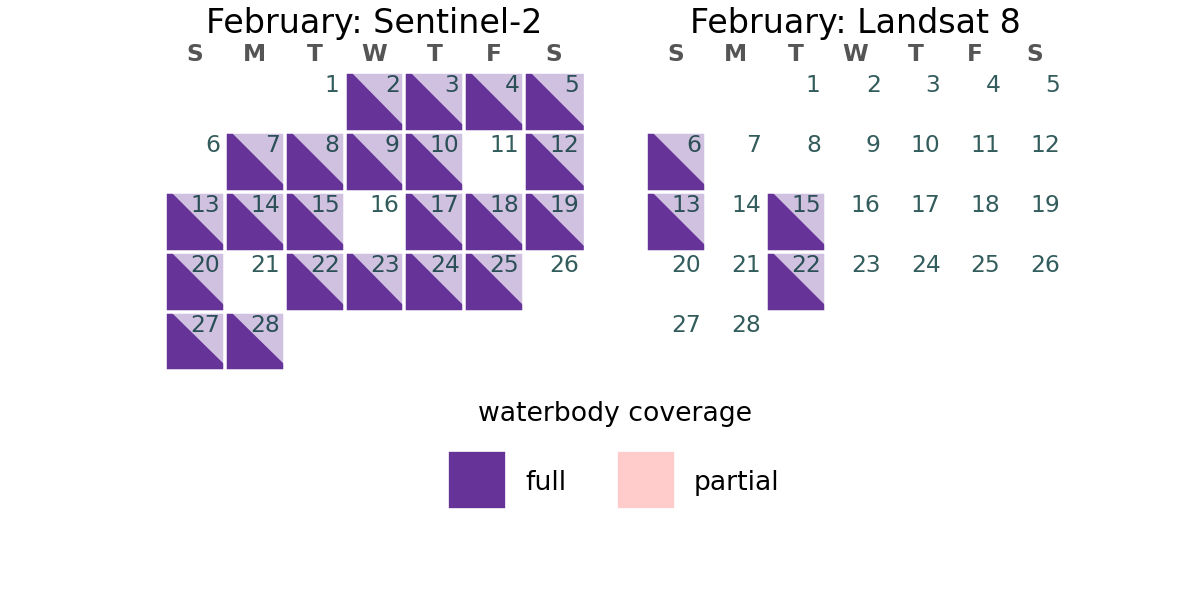 February: Sentinel-2
S M T W T F S
1 2 3 4 5
6 7 8 9 10 11 12
13 14 15 16 17 18 19
20 21 22 23 24 25 26
27 28
February: Landsat 8
S M T W T F S
1 2 3 4 5
6 7 8 9 10 11 12
13 14 15 16 17 18 19
20 21 22 23 24 25 26
27 28
waterbody coverage
full partial